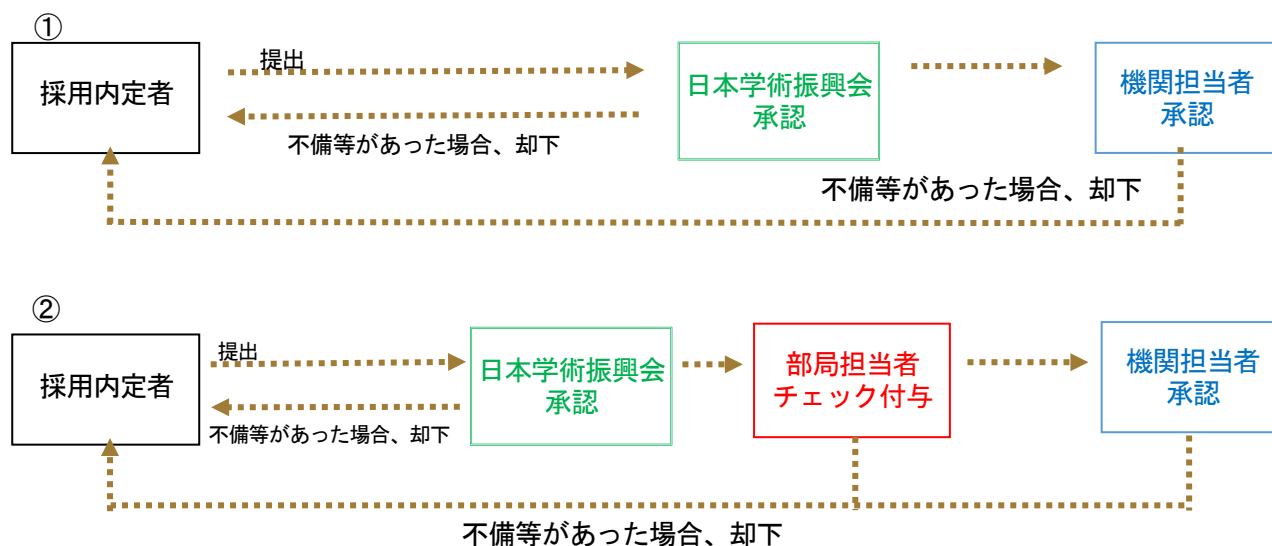 ①
採用内定者
提出
日本学術振興会
承認
機関担当者
承認
不備等があった場合、却下
不備等があった場合、却下
②
採用内定者
提出
日本学術振興会
承認
部局担当者
チェック付与
機関担当者
承認
不備等があった場合、却下
不備等があった場合、却下